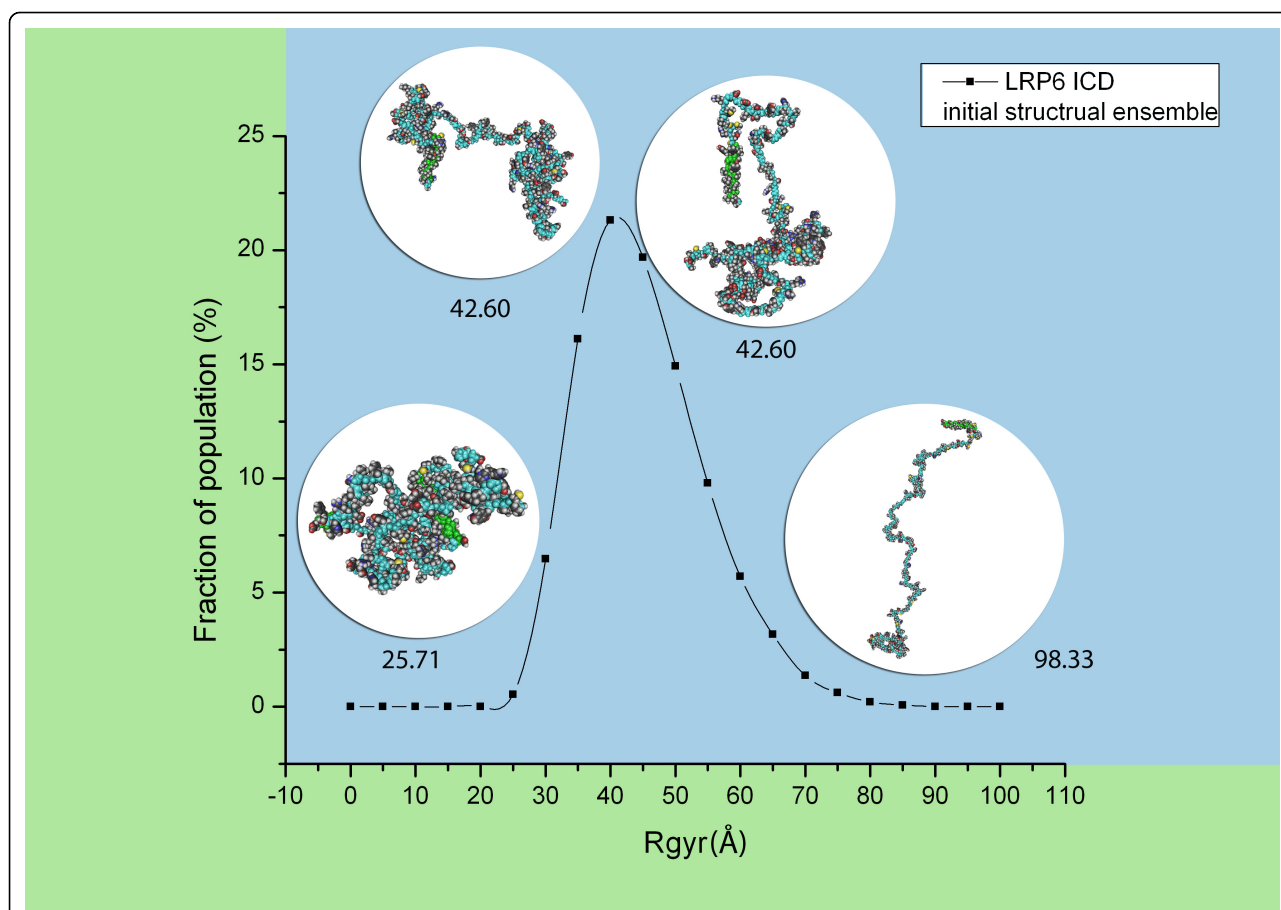 LRP6 ICD
initial structrual ensemble
Fraction of population (%)
25
20
15
10
5
0
42.60
42.60
25.71
98.33
-10 0 10 20 30 40 50 60 70 80 90 100 110
Rgyr(Å)